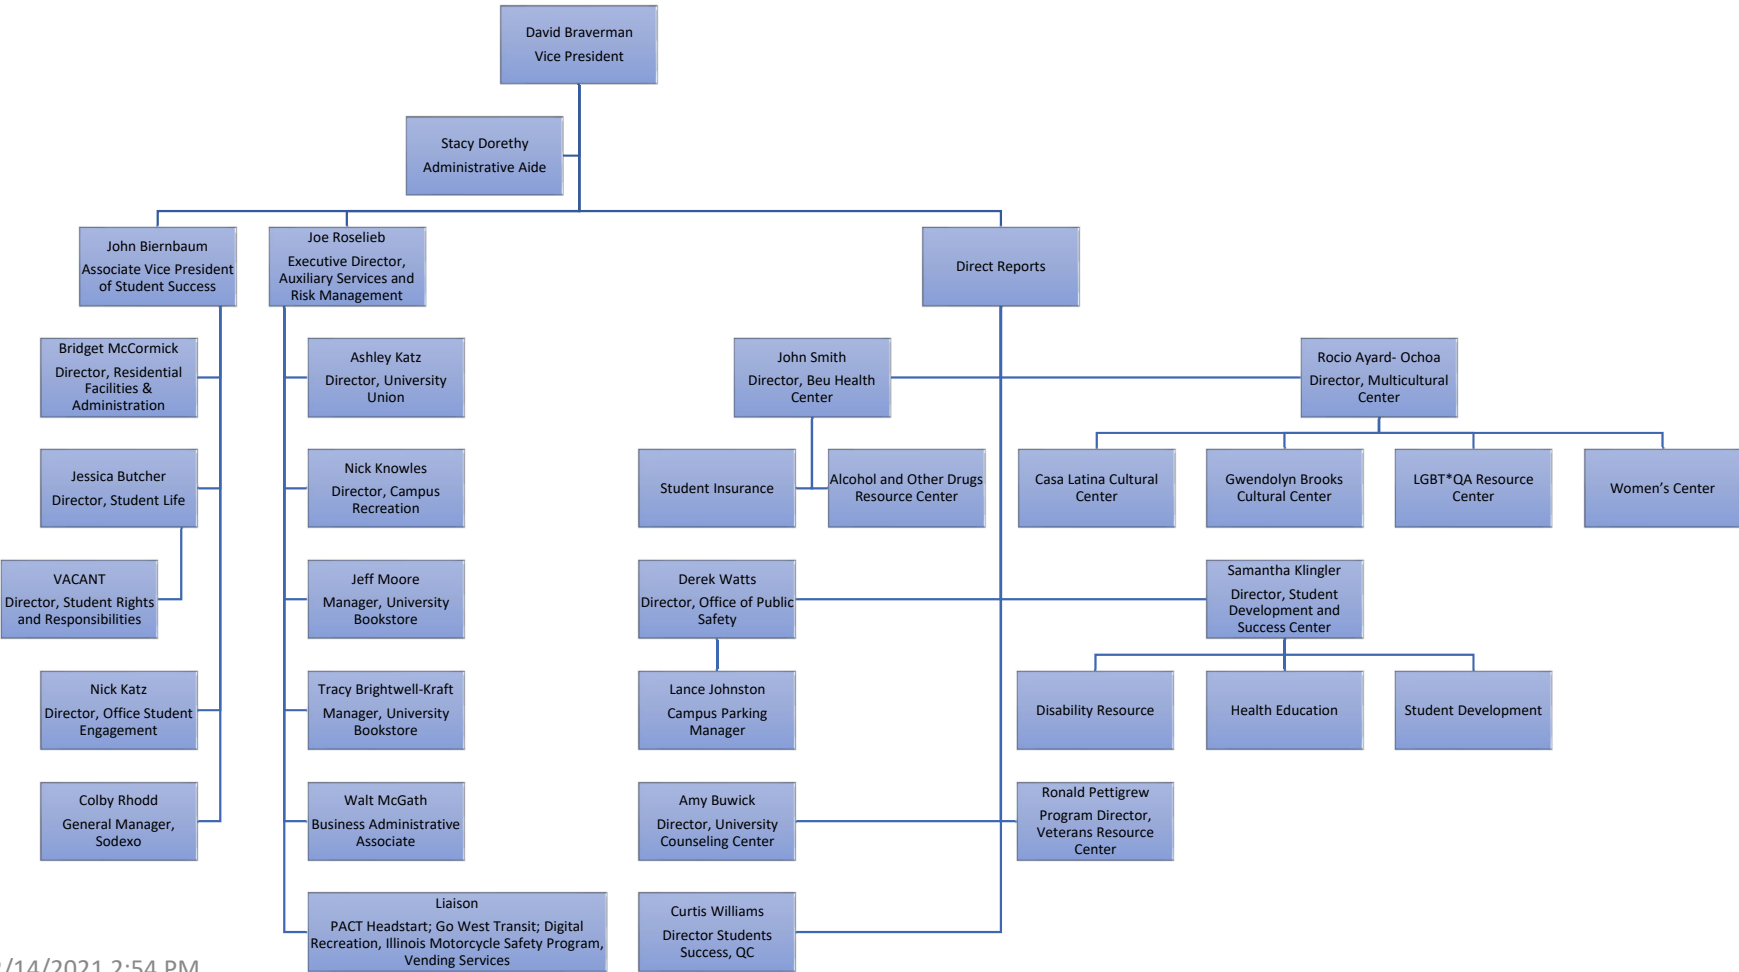 David Braverman
Vice President
Stacy Dorethy
Administrative Aide
John Biernbaum
Associate Vice President
of Student Success
Joe Roselieb
Executive Director,
Auxiliary Services and
Risk Management
Direct Reports
Bridget McCormick
Director, Residential
Facilities &
Administration
Ashley Katz
Director, University
Union
John Smith
Director, Beu Health
Center
Rocio Ayard- Ochoa
Director, Multicultural
Center
Jessica Butcher
Director, Student Life
Nick Knowles
Director, Campus
Recreation
Student Insurance
Alcohol and Other Drugs
Resource Center
Casa Latina Cultural
Center
Gwendolyn Brooks
Cultural Center
LGBT*QA Resource
Center
Women’s Center
VACANT
Director, Student Rights
and Responsibilities
Jeff Moore
Manager, University
Bookstore
Derek Watts
Director, Office of Public
Safety
Samantha Klingler
Director, Student
Development and
Success Center
Nick Katz
Director, Office Student
Engagement
Tracy Brightwell-Kraft
Manager, University
Bookstore
Lance Johnston
Campus Parking
Manager
Disability Resource
Health Education
Student Development
Colby Rhodd
General Manager,
Sodexo
Walt McGath
Business Administrative
Associate
Amy Buwick
Director, University
Counseling Center
Ronald Pettigrew
Program Director,
Veterans Resource
Center
Liaison
PACT Headstart; Go West Transit; Digital
Recreation, Illinois Motorcycle Safety Program,
Vending Services
Curtis Williams
Director Students
Success, QC
/14/2021 2:54 PM